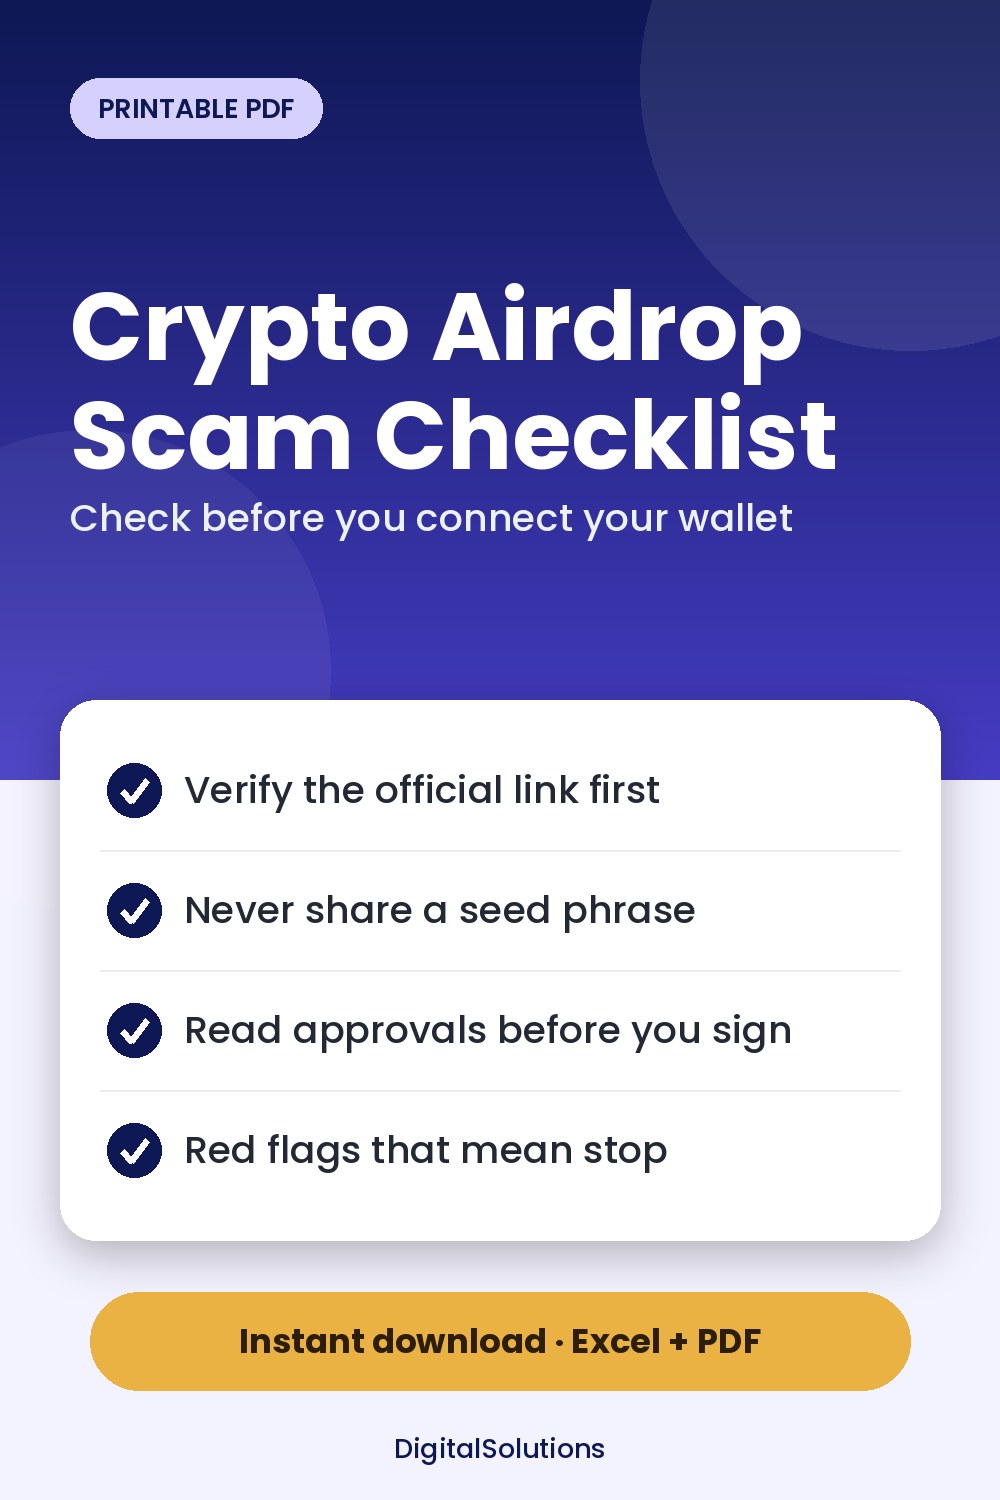 PRINTABLE PDF
Crypto Airdrop
Scam Checklist
Check before you connect your wallet
Verify the official link first
Never share a seed phrase
Read approvals before you sign
Red flags that mean stop
Instant download · Excel + PDF
DigitalSolutions